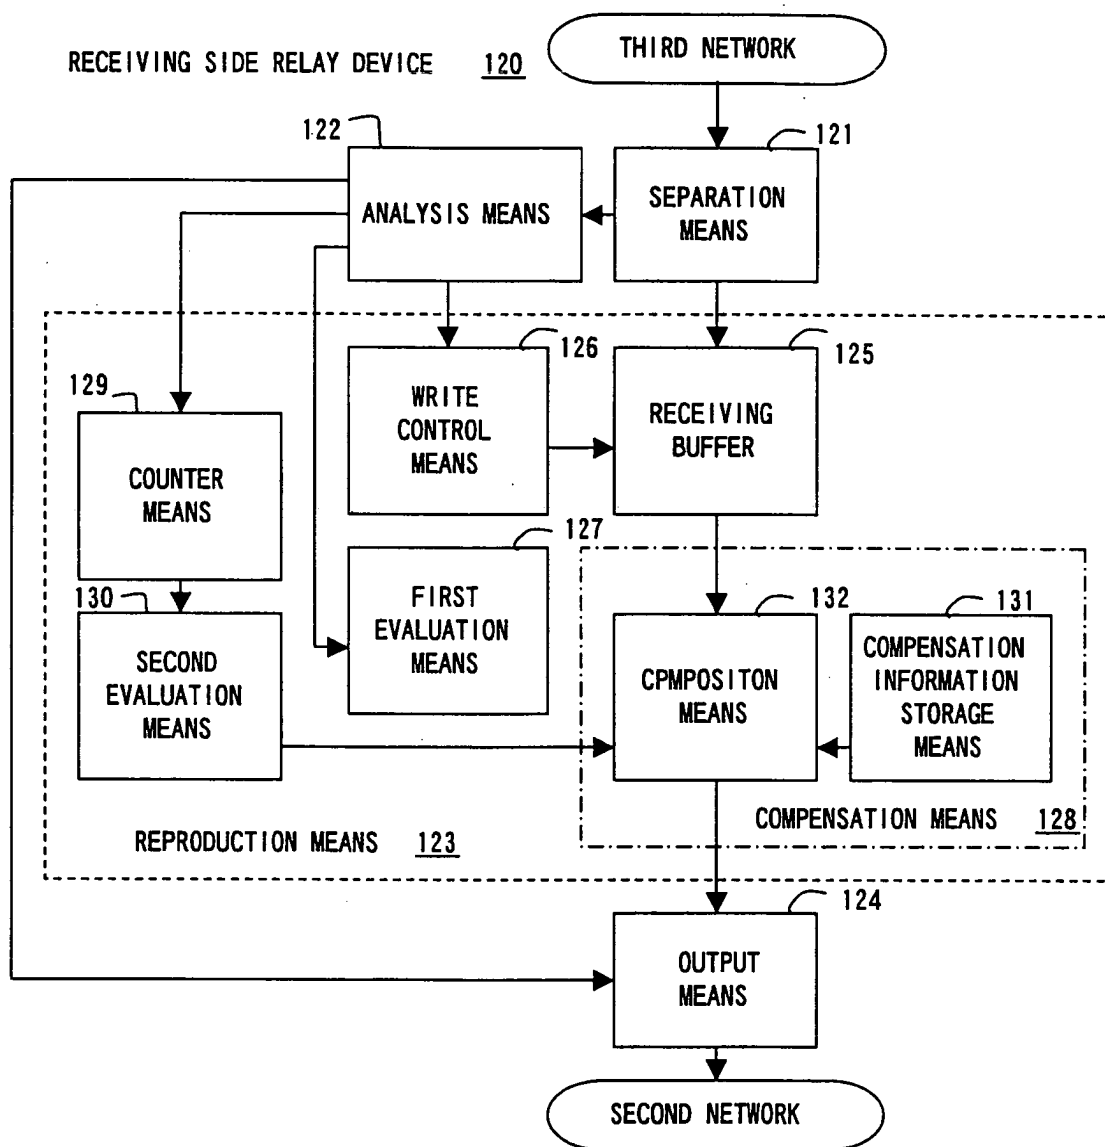 THIRD NETWORK
RECEIVING SIDE RELAY DEVICE 120
122
121
ANALYSIS MEANS
SEPARATION
MEANS
126
125
129
WRITE
CONTROL
MEANS
RECEIVING
BUFFER
COUNTER
MEANS
127
130
FIRST
EVALUATION
MEANS
132
131
SECOND
EVALUATION
MEANS
CPMPOSITON
MEANS
COMPENSATION
INFORMATION
STORAGE
MEANS
COMPENSATION MEANS 128
REPRODUCTION MEANS 123
124
OUTPUT
MEANS
SECOND NETWORK